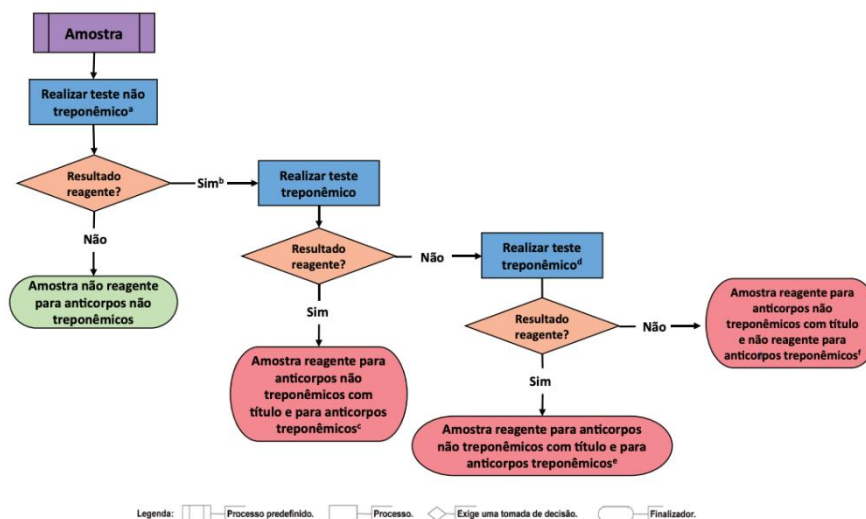 Amostra
Realizar teste não
treponêmicoᵃ
Resultado
reagente?
Simᵇ
Não
Amostra não reagente
para anticorpos não
treponêmicos
Realizar teste
treponêmico
Resultado
reagente?
Não
Sim
Amostra reagente para
anticorpos não
treponêmicos com
título e para anticorpos
treponêmicosᶜ
Realizar teste
treponêmicoᵈ
Resultado
reagente?
Não
Sim
Amostra reagente para anticorpos
não treponêmicos com título e para
anticorpos treponêmicosᵉ
Amostra reagente para
anticorpos não
treponêmicos com título
e não reagente para
anticorpos treponêmicosᶠ
Legenda: Processo predefinido. Processo. Exige uma tomada de decisão. Finalizador.